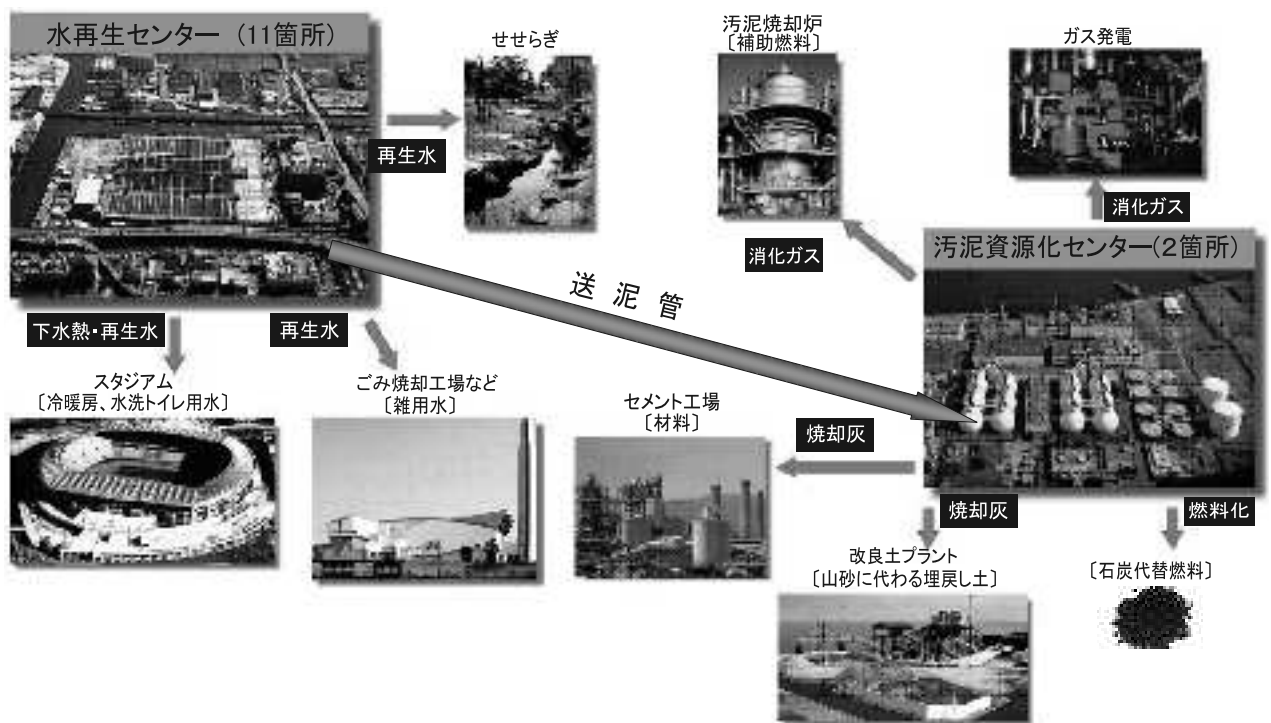 水再生センター (11箇所)
せせらぎ
再生水
汚泥焼却炉
〔補助燃料〕
ガス発電
消化ガス
消化ガス
汚泥資源化センター(2箇所)
送泥管
下水熱・再生水
再生水
スタジアム
〔冷暖房、水洗トイレ用水〕
ごみ焼却工場など
〔雑用水〕
セメント工場
〔材料〕
焼却灰
焼却灰
燃料化
改良土プラント
〔山砂に代わる埋戻し土〕
〔石炭代替燃料〕